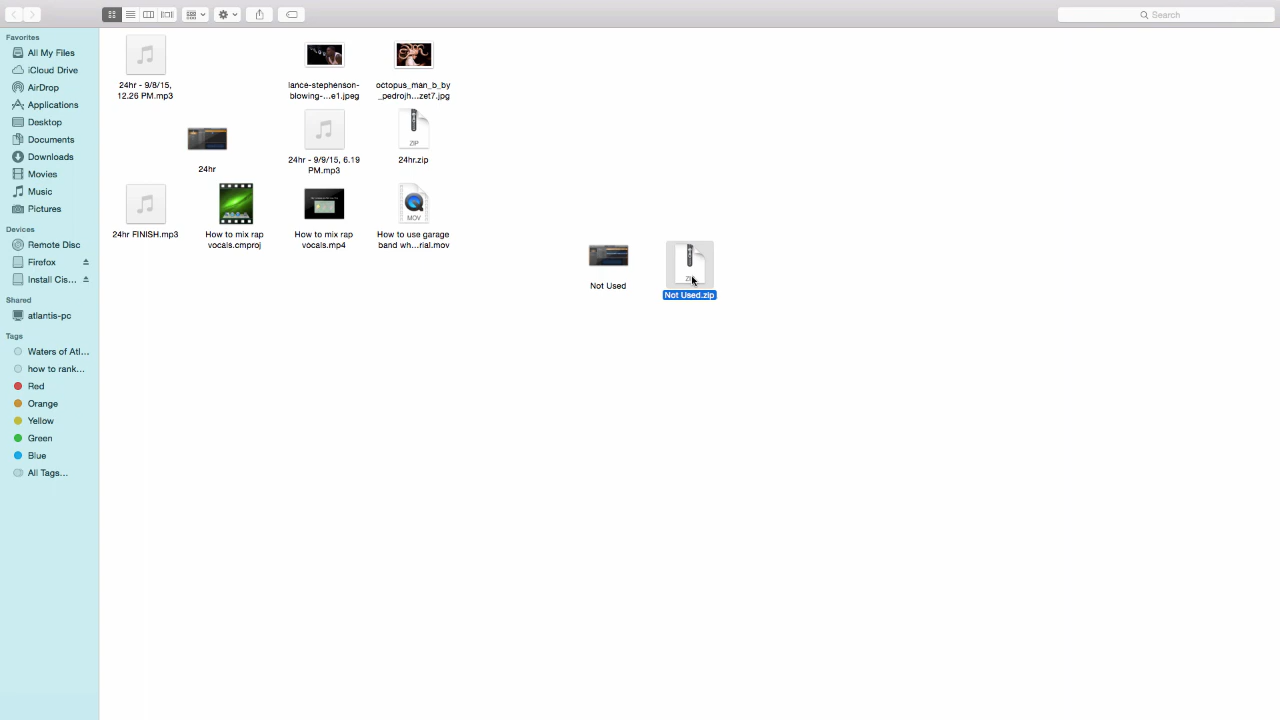 Search
Favorites
All My Files
iCloud Drive
AirDrop
Applications
Desktop
Documents
Downloads
Movies
Music
Pictures
Devices
Remote Disc
Firefox
Install Cis...
Shared
atlantis-pc
Tags
Waters of Atl...
how to rank...
Red
Orange
Yellow
Green
Blue
All Tags...
24hr - 9/8/15,
12.26 PM.mp3
lance-stephenson-
blowing-...e1.jpeg
octopus_man_b_by
_pedrojh...zet7.jpg
24hr
24hr - 9/9/15, 6.19
PM.mp3
ZIP
24hr.zip
24hr FINISH.mp3
How to mix rap
vocals.cmproj
How to mix rap
vocals.mp4
MOV
How to use garage
band wh...rial.mov
Not Used
Not Used.zip